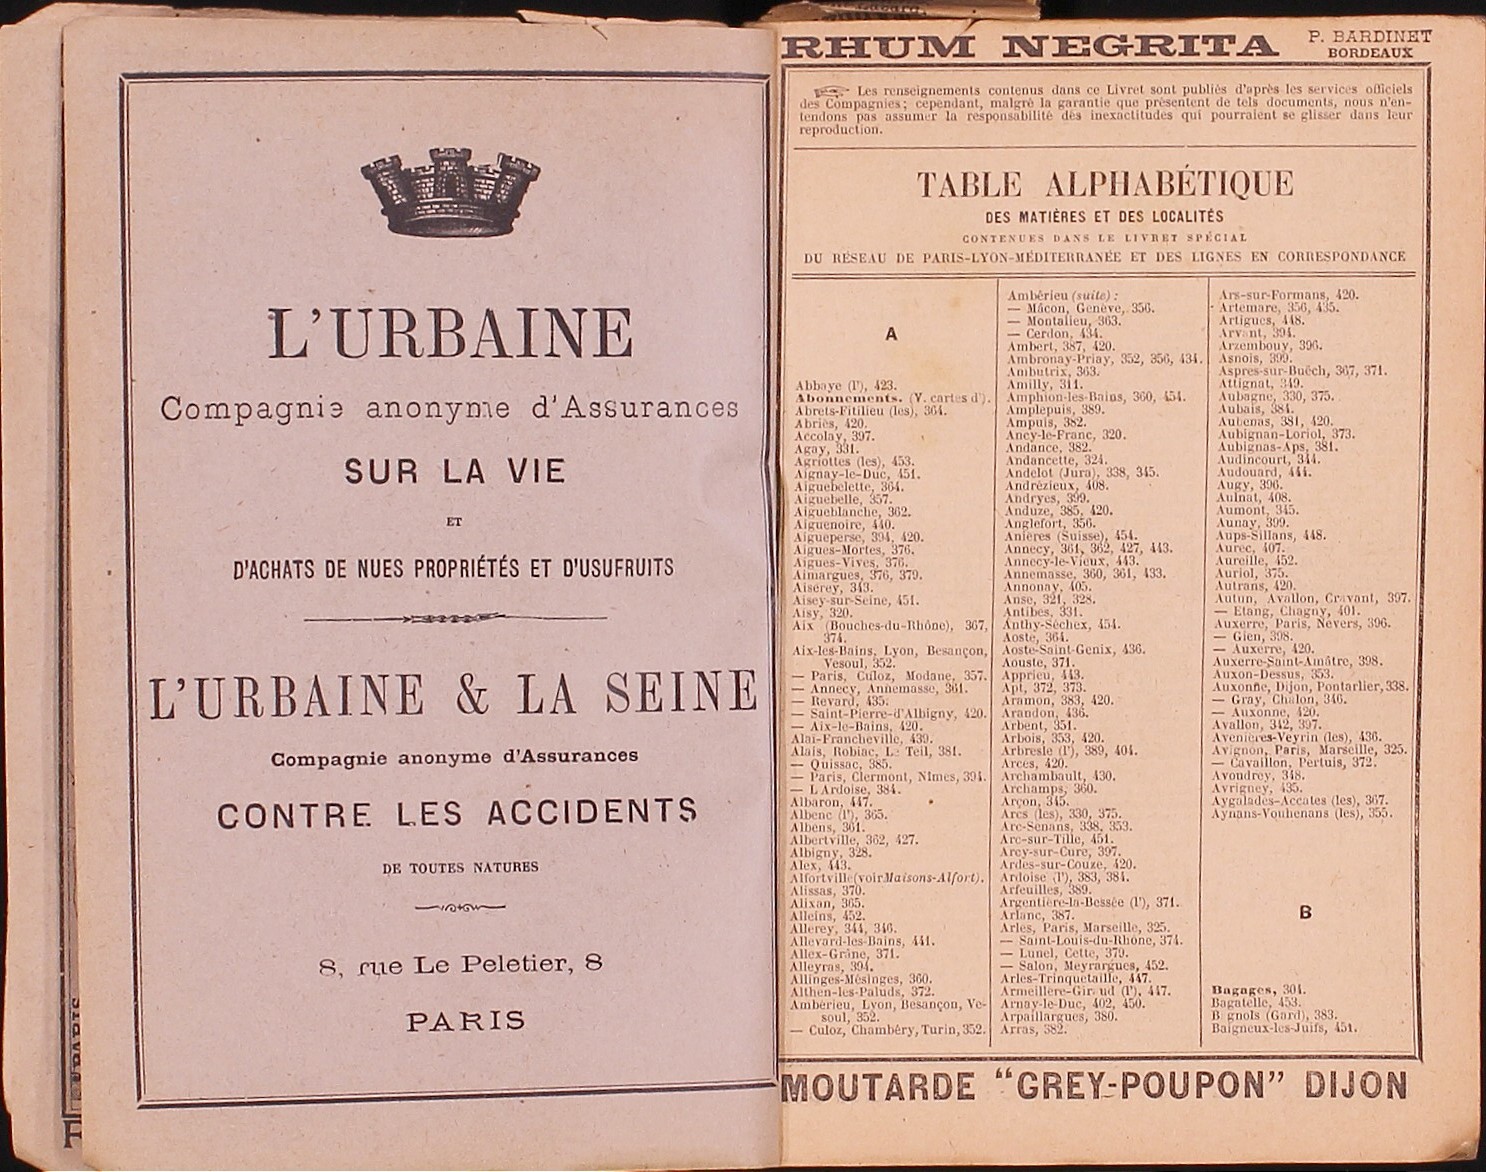 L'URBAINE
Compagnie anonyme d'Assurances
SUR LA VIE
ET
D'ACHATS DE NUES PROPRIÉTÉS ET D'USUFRUITS
L'URBAINE & LA SEINE
Compagnie anonyme d'Assurances
CONTRE LES ACCIDENTS
DE TOUTES NATURES
8, rue Le Peletier, 8
PARIS
RHUM NEGRITA P. BARDINET
BORDEAUX
Les renseignements contenus dans ce Livret sont publiés d'après les services officiels
des Compagnies; cependant, malgré la garantie que présentent de tels documents, nous n'en-
tendons pas assumer la responsabilité des inexactitudes qui pourraient se glisser dans leur
reproduction.
TABLE ALPHABÉTIQUE
DES MATIÈRES ET DES LOCALITÉS
CONTENUES DANS LE LIVRET SPÉCIAL
DU RÉSEAU DE PARIS-LYON-MÉDITERRANÉE ET DES LIGNES EN CORRESPONDANCE
A
Abbaye (l'), 423.
Abonnements. (V. cartes d').
Abrets-Fitilieu (les), 364.
Abriès, 420.
Accolay, 397.
Agay, 331.
Agriottes (les), 453.
Aignay-le-Duc, 451.
Aiguebelette, 364.
Aiguebelle, 357.
Aigueblanche, 362.
Aiguenoire, 440.
Aigueperse, 394, 420.
Aigues-Mortes, 376.
Aigues-Vives, 376.
Aimargues, 376, 379.
Aiserey, 343.
Aisey-sur-Seine, 451.
Aisy, 320.
Aix (Bouches-du-Rhône), 367,
374.
Aix-les-Bains, Lyon, Besançon,
Vesoul, 352.
— Paris, Culoz, Modane, 357.
— Annecy, Annemasse, 361.
— Revard, 435.
— Saint-Pierre-d'Albigny, 420.
— Aix-le-Bains, 420.
Alaï-Francheville, 439.
Alais, Robiac, Le Teil, 381.
— Quissac, 385.
— Paris, Clermont, Nîmes, 394.
— L'Ardoise, 384.
Albaron, 447.
Albenc (l'), 365.
Albens, 361.
Albertville, 362, 427.
Albigny, 328.
Alex, 443.
Alfortville (voir Maisons-Alfort).
Alissas, 370.
Alixan, 365.
Alleins, 452.
Allerey, 344, 346.
Allevard-les-Bains, 441.
Allex-Grâne, 371.
Alleyras, 394.
Allinges-Mésinges, 360.
Althen-les-Paluds, 372.
Ambérieu, Lyon, Besançon, Ve-
soul, 352.
— Culoz, Chambéry, Turin, 352.
Ambérieu (suite) :
— Mâcon, Genève, 356.
— Montalieu, 363.
— Cerdon, 434.
Ambert, 387, 420.
Ambronay-Priay, 352, 356, 434.
Ambutrix, 363.
Amilly, 311.
Amphion-les-Bains, 360, 454.
Amplepuis, 389.
Ampuis, 382.
Ancy-le-Franc, 320.
Andance, 382.
Andancette, 324.
Andelot (Jura), 338, 345.
Andrézieux, 408.
Andryes, 399.
Anduze, 385, 420.
Anglefort, 356.
Anières (Suisse), 454.
Annecy, 361, 362, 427, 443.
Annecy-le-Vieux, 443.
Annemasse, 360, 361, 433.
Annonay, 405.
Anse, 321, 328.
Antibes, 331.
Anthy-Séchex, 454.
Aoste, 364.
Aoste-Saint-Genix, 436.
Aouste, 371.
Apprieu, 443.
Apt, 372, 373.
Aramon, 383, 420.
Arandon, 436.
Arbent, 351.
Arbois, 353, 420.
Arbresle (l'), 389, 404.
Arces, 420.
Archambault, 430.
Archamps, 360.
Arçon, 345.
Arcs (les), 330, 375.
Arc-Senans, 338, 353.
Arc-sur-Tille, 451.
Arcy-sur-Cure, 397.
Ardes-sur-Couze, 420.
Ardoise (l'), 383, 384.
Arfeuilles, 389.
Argentière-la-Bessée (l'), 371.
Arlanc, 387.
Arles, Paris, Marseille, 325.
— Saint-Louis-du-Rhône, 374.
— Lunel, Cette, 379.
— Salon, Meyrargues, 452.
Arles-Trinquetaille, 447.
Armeillère-Giraud (l'), 447.
Arnay-le-Duc, 402, 450.
Arpaillargues, 380.
Arras, 382.
Ars-sur-Formans, 420.
Artemare, 356, 435.
Artigues, 448.
Arvant, 394.
Arzembouy, 396.
Asnois, 399.
Aspres-sur-Buëch, 367, 371.
Attignat, 349.
Aubagne, 330, 375.
Aubais, 384.
Aubenas, 381, 420.
Aubignan-Loriol, 373.
Aubignas-Aps, 381.
Audincourt, 344.
Audouard, 444.
Augy, 396.
Aulnat, 408.
Aumont, 345.
Aunay, 399.
Aups-Sillans, 448.
Aurec, 407.
Aureille, 452.
Auriol, 375.
Autrans, 420.
Autun, Avallon, Cravant, 397.
— Etang, Chagny, 401.
Auxerre, Paris, Nevers, 396.
— Gien, 398.
— Auxerre, 420.
Auxerre-Saint-Amâtre, 398.
Auxon-Dessus, 353.
Auxonne, Dijon, Pontarlier, 338.
— Gray, Chalon, 346.
— Auxonne, 420.
Avallon, 342, 397.
Avenières-Veyrin (les), 436.
Avignon, Paris, Marseille, 325.
— Cavaillon, Pertuis, 372.
Avoudrey, 348.
Avrigney, 435.
Aygalades-Accates (les), 367.
Aynans-Vouhenans (les), 355.
B
Bagages, 304.
Bagatelle, 453.
Bagnols (Gard), 383.
Baigneux-les-Juifs, 451.
MOUTARDE "GREY-POUPON" DIJON